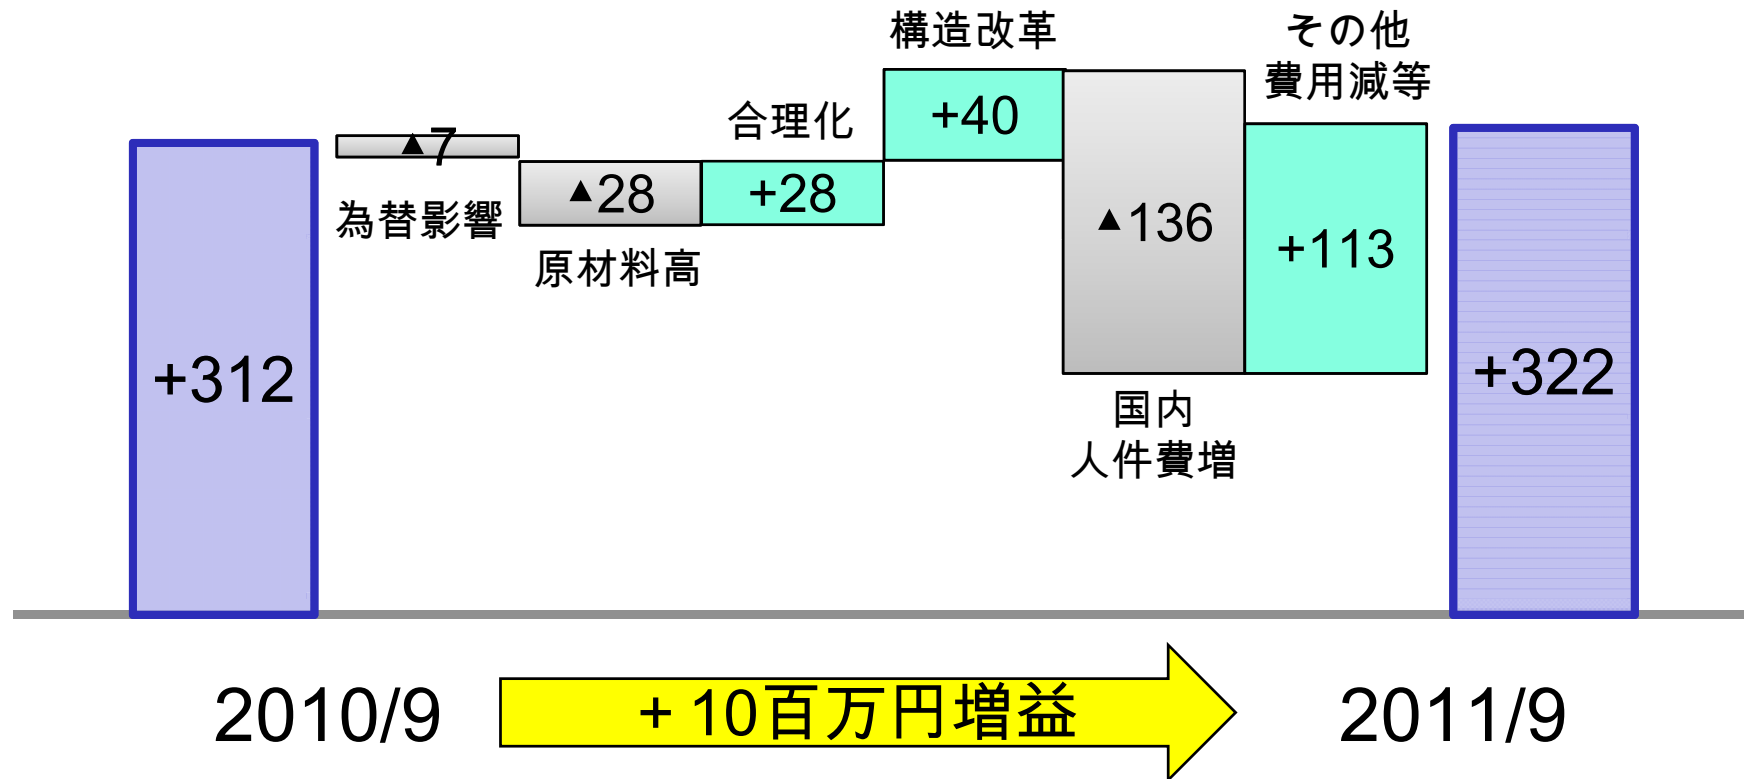 構造改革
その他
費用減等
合理化
+40
▲7
▲28
+28
為替影響
▲136
+113
原材料高
+312
+322
国内
人件費増
2010/9
+ 10百万円増益
2011/9